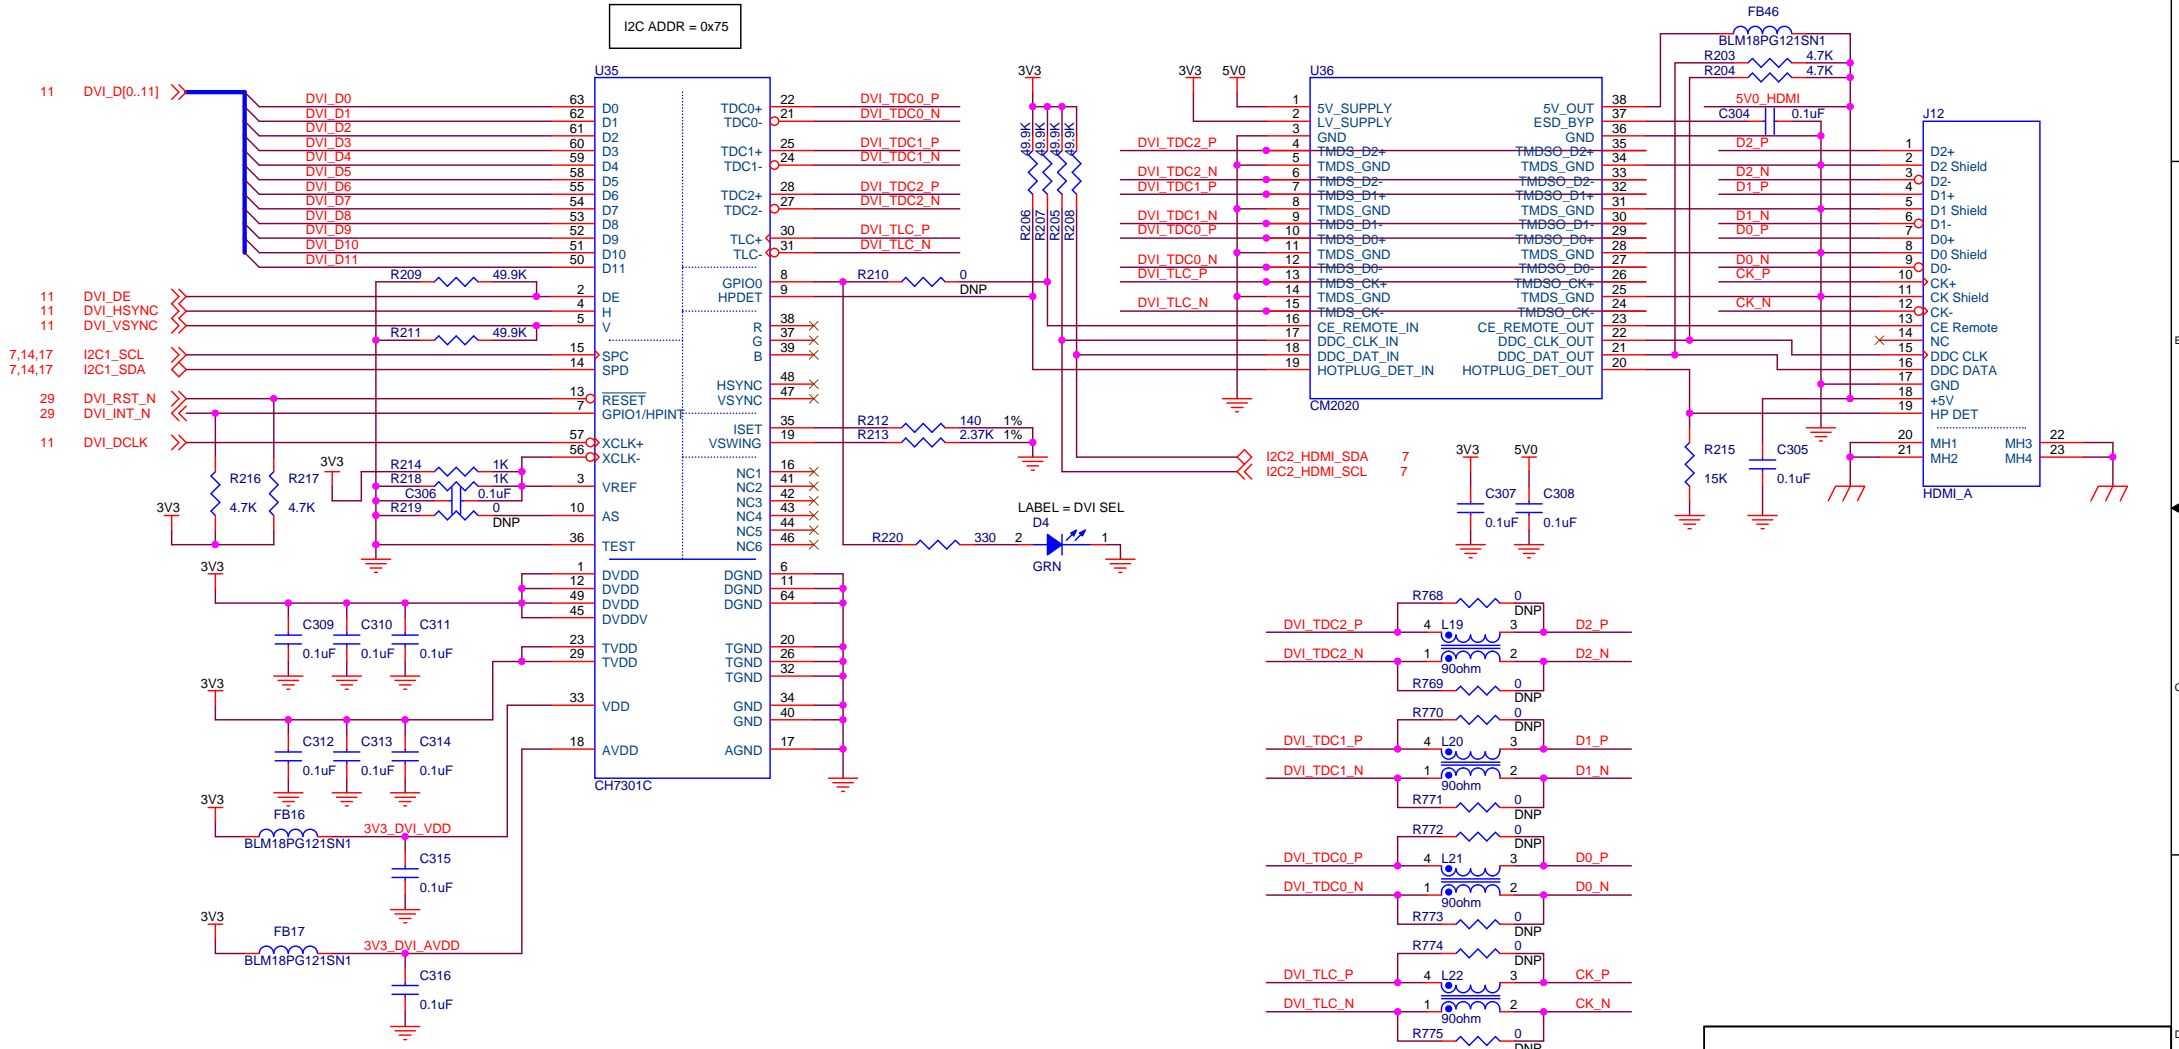 I2C ADDR = 0x75
11 DVI_D[0..11]
DVI_D0
DVI_D1
DVI_D2
DVI_D3
DVI_D4
DVI_D5
DVI_D6
DVI_D7
DVI_D8
DVI_D9
DVI_D10
DVI_D11
R209 49.9K
11 DVI_DE
11 DVI_HSYNC
11 DVI_VSYNC
R211 49.9K
7,14,17 I2C1_SCL
7,14,17 I2C1_SDA
29 DVI_RST_N
29 DVI_INT_N
11 DVI_DCLK
R216 4.7K
R217 4.7K
3V3
3V3
R214 1K
R218 1K
C306 0.1uF
R219 0
DNP
U35
63 D0
62 D1
61 D2
60 D3
59 D4
58 D5
55 D6
54 D7
53 D8
52 D9
51 D10
50 D11
2 DE
4 H
5 V
15 SPC
14 SPD
13 RESET
7 GPIO1/HPINT
57 XCLK+
56 XCLK-
3 VREF
10 AS
36 TEST
1 DVDD
12 DVDD
49 DVDD
45 DVDDV
23 TVDD
29 TVDD
33 VDD
18 AVDD
TDC0+ 22 DVI_TDC0_P
TDC0- 21 DVI_TDC0_N
TDC1+ 25 DVI_TDC1_P
TDC1- 24 DVI_TDC1_N
TDC2+ 28 DVI_TDC2_P
TDC2- 27 DVI_TDC2_N
TLC+ 30 DVI_TLC_P
TLC- 31 DVI_TLC_N
GPIO0 8
HPDET 9
R 38
G 37
B 39
HSYNC 48
VSYNC 47
ISET 35
VSWING 19
NC1 16
NC2 41
NC3 42
NC4 43
NC5 44
NC6 46
DGND 6
DGND 11
DGND 64
TGND 20
TGND 26
TGND 32
GND 34
GND 40
AGND 17
CH7301C
R210 0
DNP
R212 140 1%
R213 2.37K 1%
R220 330
LABEL = DVI SEL
D4
2 1
GRN
3V3
49.9K
49.9K
49.9K
49.9K
R206
R207
R205
R208
I2C2_HDMI_SDA 7
I2C2_HDMI_SCL 7
3V3
C309 0.1uF
C310 0.1uF
C311 0.1uF
3V3
C312 0.1uF
C313 0.1uF
C314 0.1uF
3V3
FB16
BLM18PG121SN1
3V3_DVI_VDD
C315
0.1uF
3V3
FB17
BLM18PG121SN1
3V3_DVI_AVDD
C316
0.1uF
3V3 5V0
DVI_TDC2_P
DVI_TDC2_N
DVI_TDC1_P
DVI_TDC1_N
DVI_TDC0_P
DVI_TDC0_N
DVI_TLC_P
DVI_TLC_N
U36
1 5V_SUPPLY
2 LV_SUPPLY
3 GND
4 TMDS_D2+
5 TMDS_GND
6 TMDS_D2-
7 TMDS_D1+
8 TMDS_GND
9 TMDS_D1-
10 TMDS_D0+
11 TMDS_GND
12 TMDS_D0-
13 TMDS_CK+
14 TMDS_GND
15 TMDS_CK-
16 CE_REMOTE_IN
17 DDC_CLK_IN
18 DDC_DAT_IN
19 HOTPLUG_DET_IN
5V_OUT 38
ESD_BYP 37
GND 36
TMDSO_D2+ 35
TMDS_GND 34
TMDSO_D2- 33
TMDSO_D1+ 32
TMDS_GND 31
TMDSO_D1- 30
TMDSO_D0+ 29
TMDS_GND 28
TMDSO_D0- 27
TMDSO_CK+ 26
TMDS_GND 25
TMDSO_CK- 24
CE_REMOTE_OUT 23
DDC_CLK_OUT 22
DDC_DAT_OUT 21
HOTPLUG_DET_OUT 20
CM2020
FB46
BLM18PG121SN1
R203 4.7K
R204 4.7K
5V0_HDMI
C304 0.1uF
D2_P
D2_N
D1_P
D1_N
D0_P
D0_N
CK_P
CK_N
J12
1 D2+
2 D2 Shield
3 D2-
4 D1+
5 D1 Shield
6 D1-
7 D0+
8 D0 Shield
9 D0-
10 CK+
11 CK Shield
12 CK-
13 CE Remote
14 NC
15 DDC CLK
16 DDC DATA
17 GND
18 +5V
19 HP DET
20 MH1
21 MH2
MH3 22
MH4 23
HDMI_A
R215
15K
C305
0.1uF
3V3 5V0
C307 0.1uF
C308 0.1uF
R768 0
DNP
DVI_TDC2_P 4 L19 3 D2_P
DVI_TDC2_N 1 2 D2_N
90ohm
R769 0
DNP
R770 0
DNP
DVI_TDC1_P 4 L20 3 D1_P
DVI_TDC1_N 1 2 D1_N
90ohm
R771 0
DNP
R772 0
DNP
DVI_TDC0_P 4 L21 3 D0_P
DVI_TDC0_N 1 2 D0_N
90ohm
R773 0
DNP
R774 0
DNP
DVI_TLC_P 4 L22 3 CK_P
DVI_TLC_N 1 2 CK_N
90ohm
R775 0
DNP